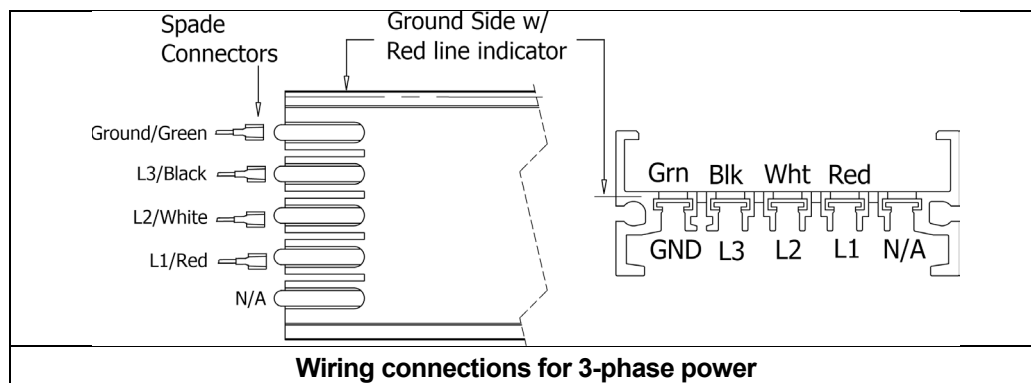 Spade
Connectors
Ground Side w/
Red line indicator
Ground/Green
L3/Black
L2/White
L1/Red
N/A
Grn Blk Wht Red
GND L3 L2 L1 N/A
Wiring connections for 3-phase power